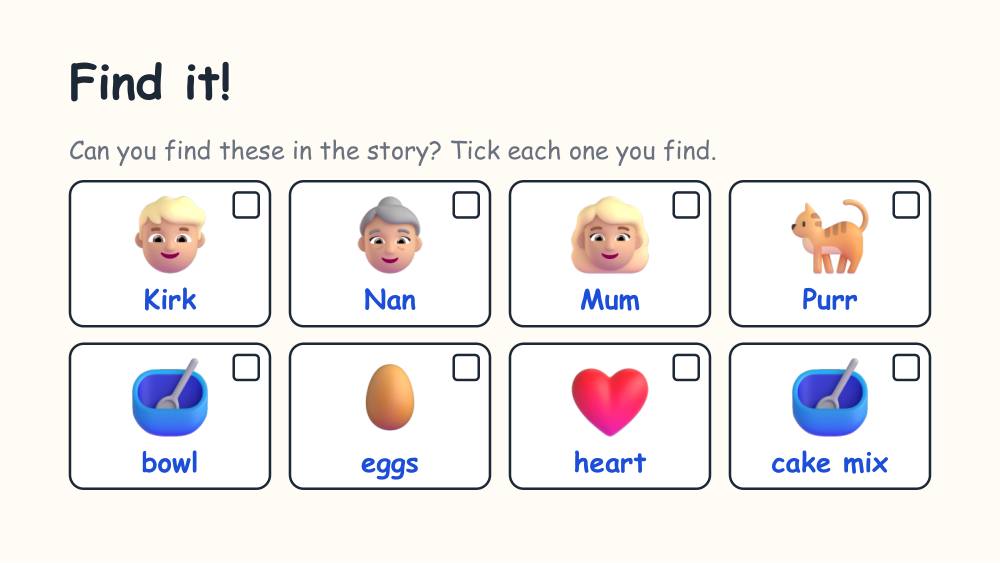 Find it!
Can you find these in the story? Tick each one you find.
Kirk
Nan
Mum
Purr
bowl
eggs
heart
cake mix